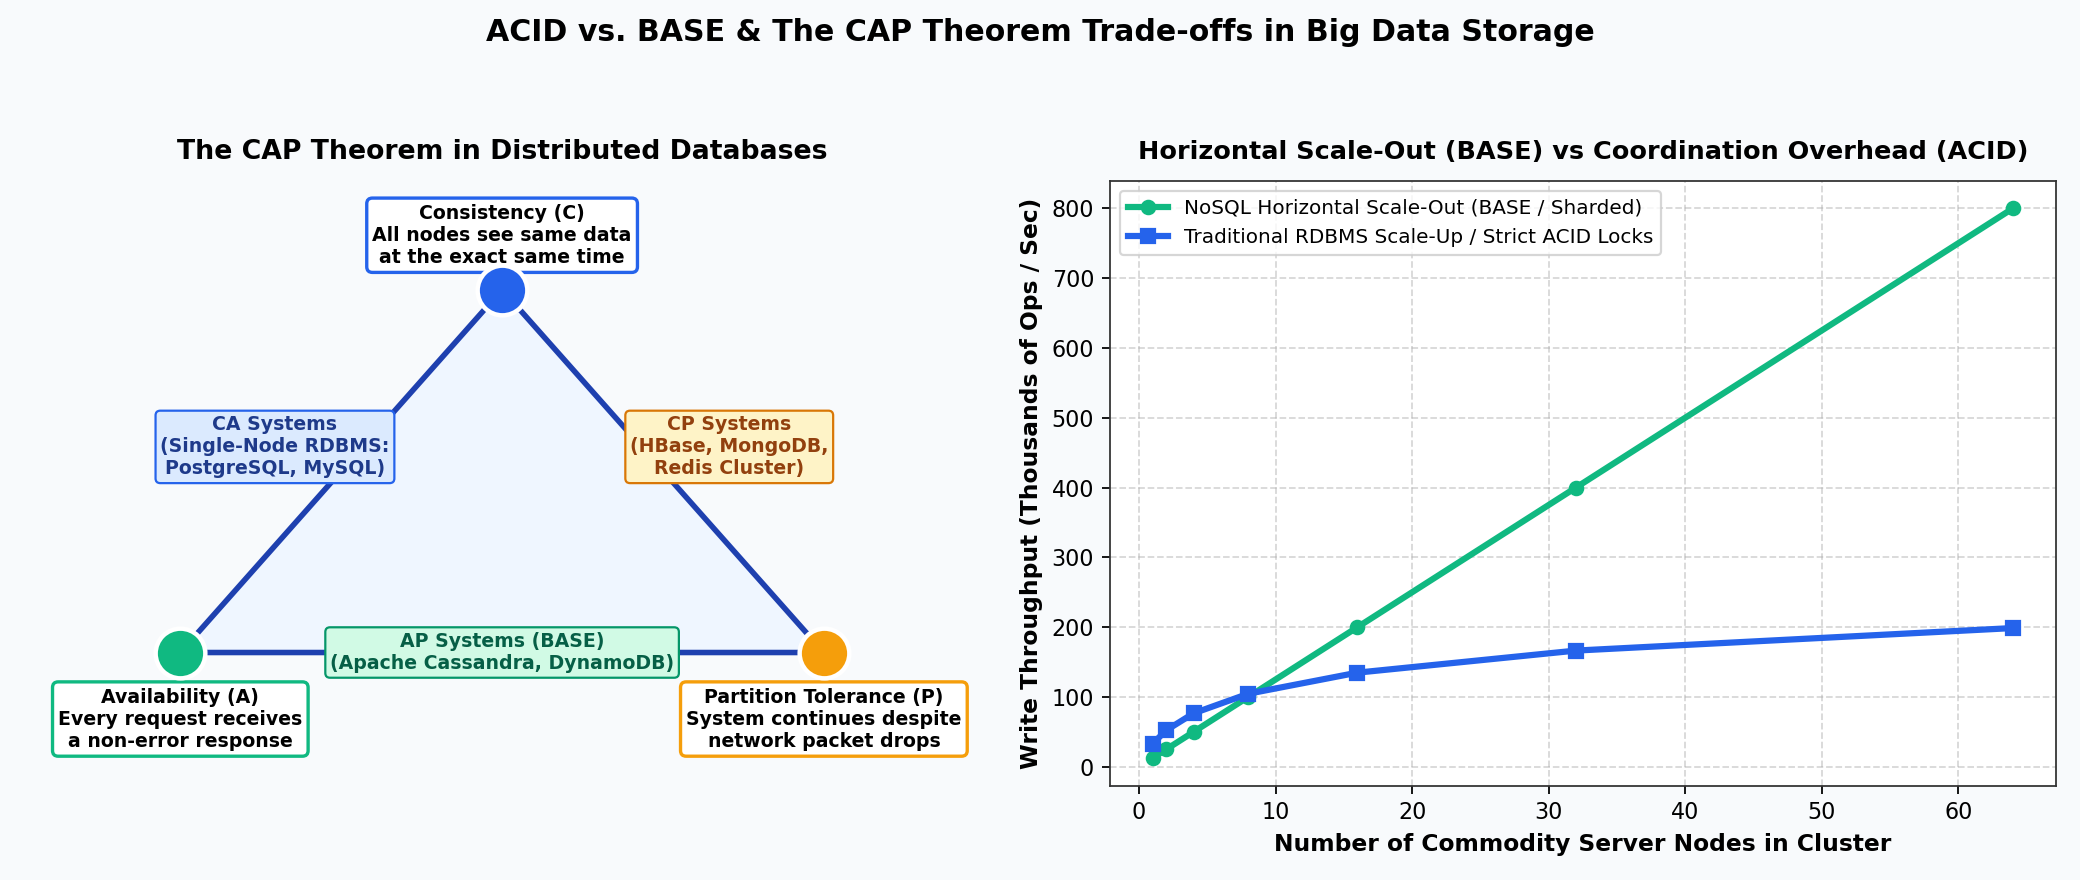 ACID vs. BASE & The CAP Theorem Trade-offs in Big Data Storage
The CAP Theorem in Distributed Databases
Consistency (C)
All nodes see same data
at the exact same time
CA Systems
(Single-Node RDBMS:
PostgreSQL, MySQL)
CP Systems
(HBase, MongoDB,
Redis Cluster)
AP Systems (BASE)
(Apache Cassandra, DynamoDB)
Availability (A)
Every request receives
a non-error response
Partition Tolerance (P)
System continues despite
network packet drops
Horizontal Scale-Out (BASE) vs Coordination Overhead (ACID)
NoSQL Horizontal Scale-Out (BASE / Sharded)
Traditional RDBMS Scale-Up / Strict ACID Locks
Write Throughput (Thousands of Ops / Sec)
800
700
600
500
400
300
200
100
0
0 10 20 30 40 50 60
Number of Commodity Server Nodes in Cluster